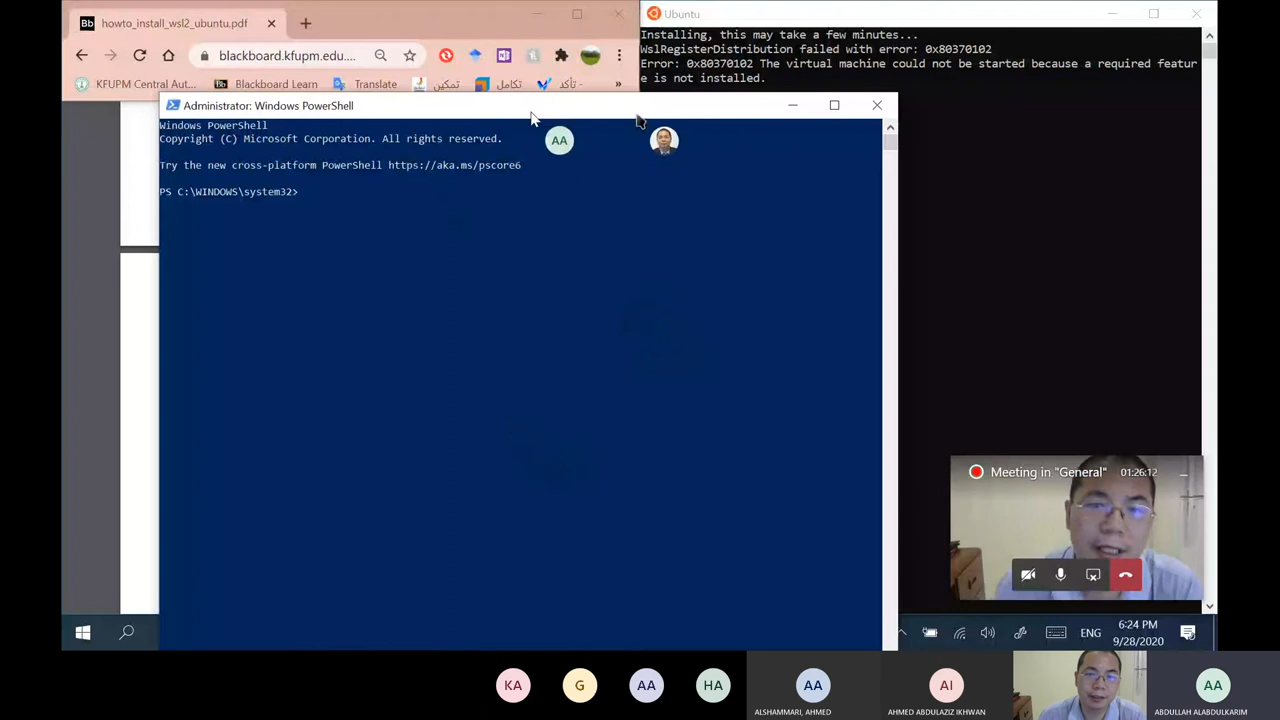 howto_install_wsl2_ubuntu.pdf
blackboard.kfupm.edu....
KFUPM Central Aut...
Bb
Blackboard Learn
Translate
تمكين
تكامل
تأكد -
Ubuntu
Installing, this may take a few minutes...
WslRegisterDistribution failed with error: 0x80370102
Error: 0x80370102 The virtual machine could not be started because a required featur
e is not installed.
Administrator: Windows PowerShell
Windows PowerShell
Copyright (C) Microsoft Corporation. All rights reserved.
AA
Try the new cross-platform PowerShell https://aka.ms/pscore6
PS C:\WINDOWS\system32>
Meeting in "General"
01:26:12
ENG
6:24 PM
9/28/2020
KA
G
AA
HA
AA
ALSHAMMARI, AHMED
AI
AHMED ABDULAZIZ IKHWAN
AA
ABDULLAH ALABDULKARIM